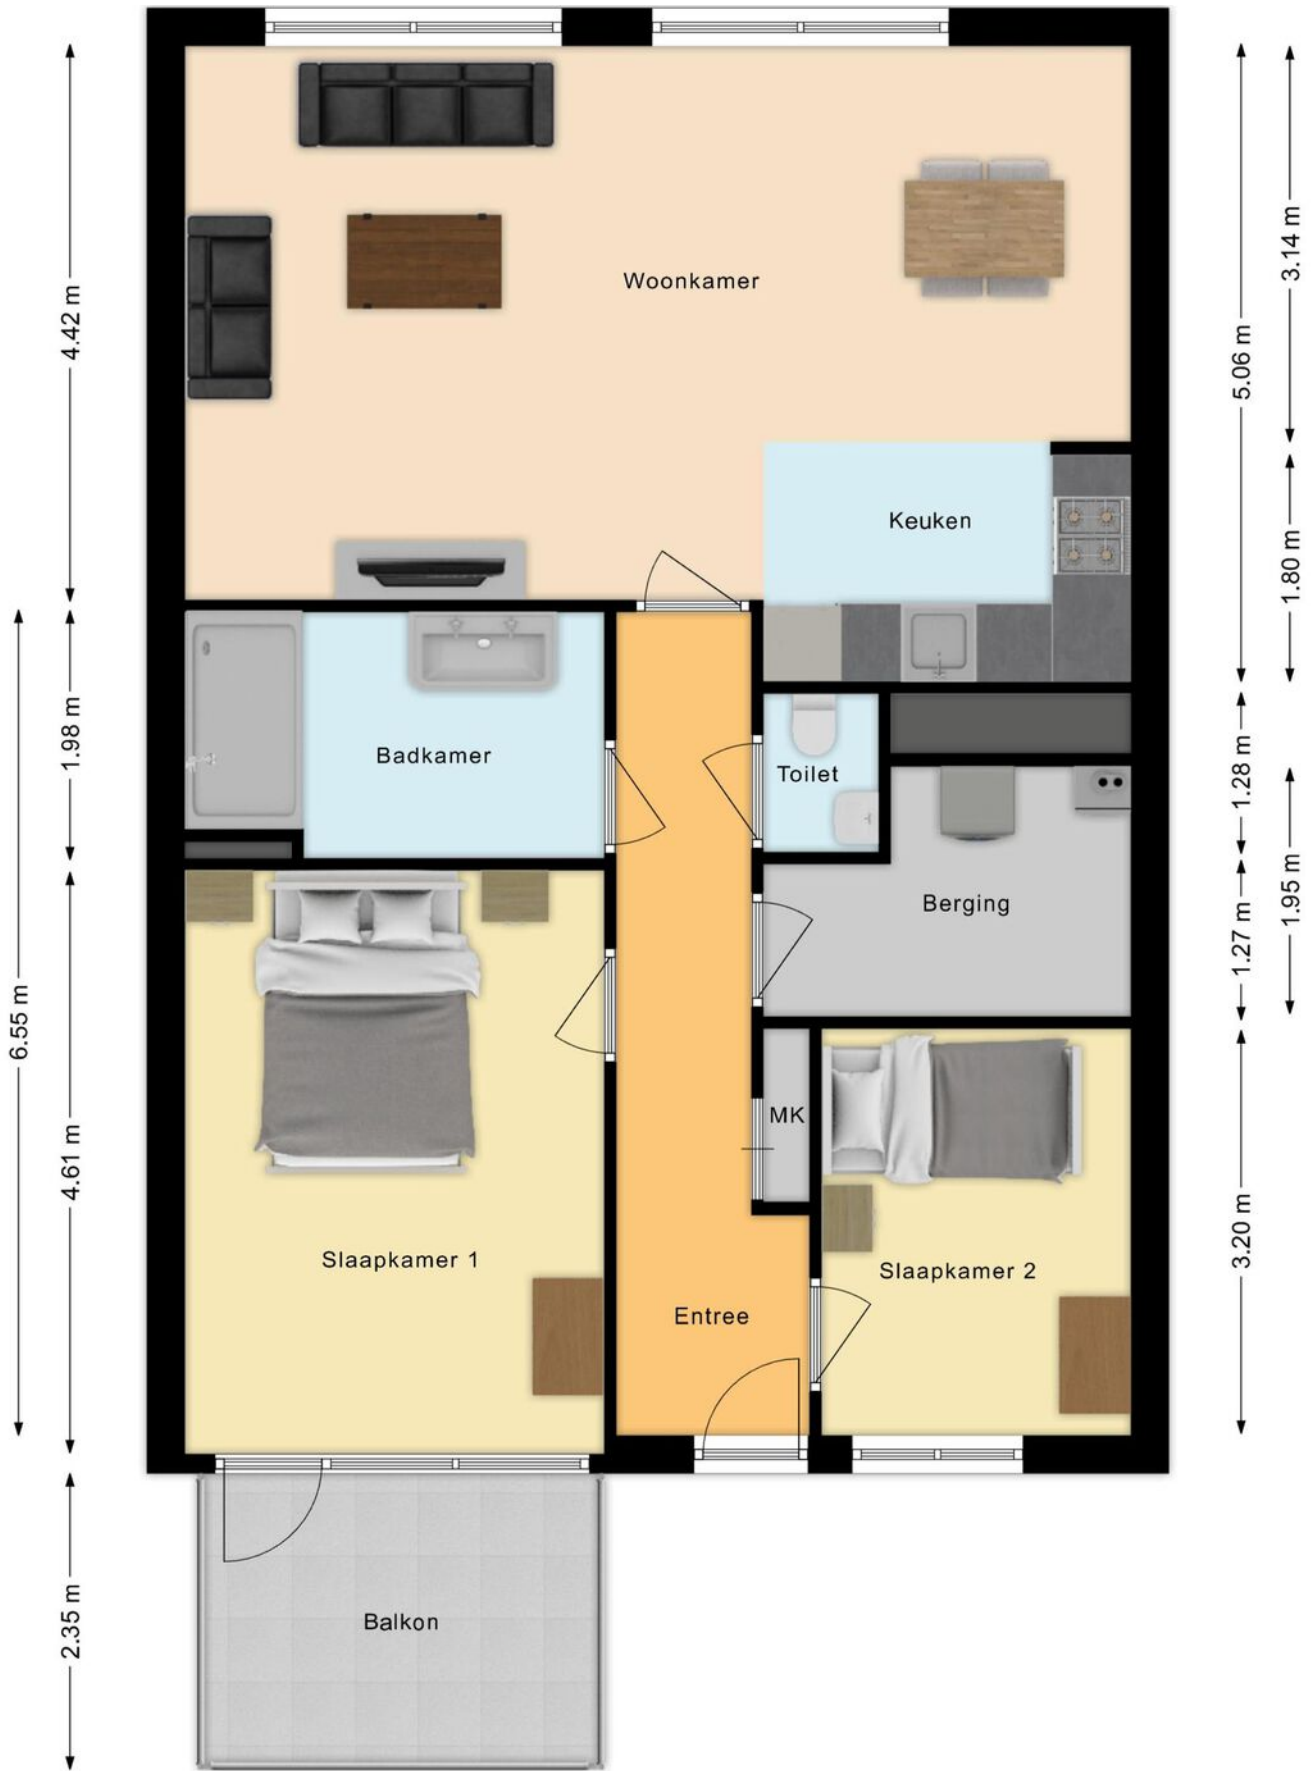 4.42 m
3.14 m
Woonkamer
5.06 m
Keuken
1.80 m
1.98 m
Badkamer
Toilet
1.28 m
Berging
1.95 m
1.27 m
6.55 m
4.61 m
MK
3.20 m
Slaapkamer 1
Slaapkamer 2
Entree
2.35 m
Balkon